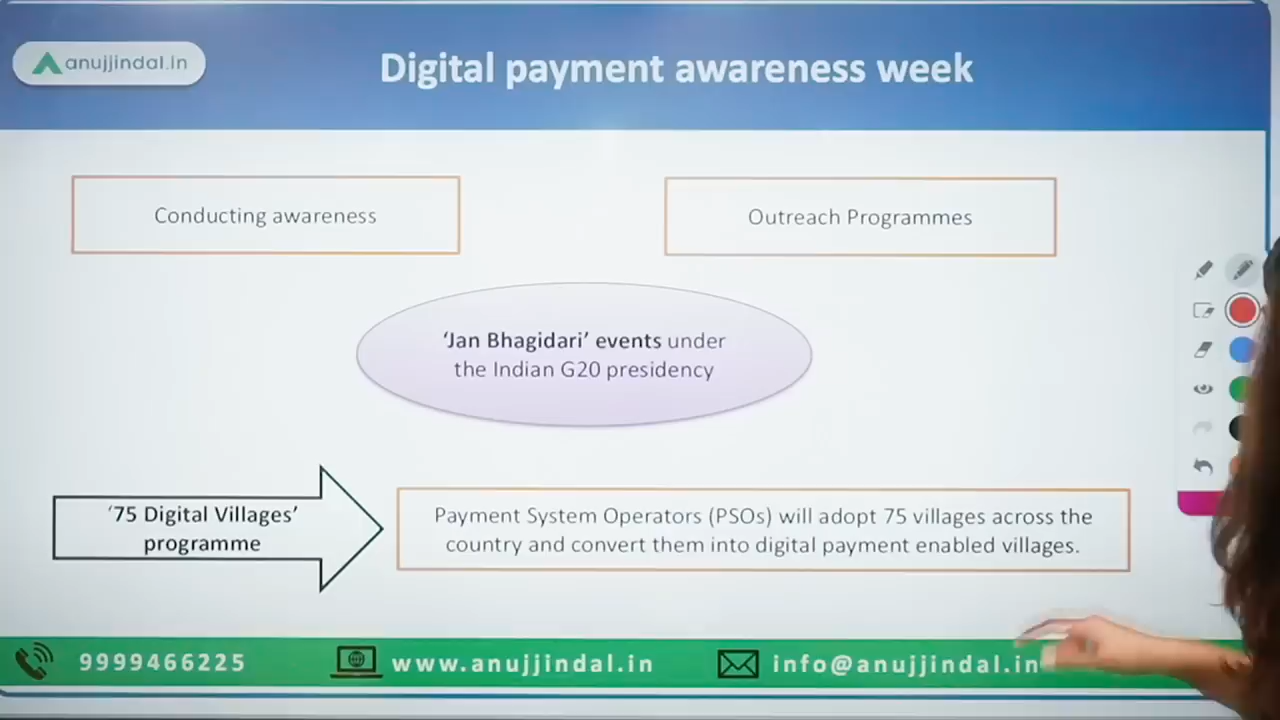 anujjindal.in
Digital payment awareness week
Conducting awareness
Outreach Programmes
‘Jan Bhagidari’ events under
the Indian G20 presidency
‘75 Digital Villages’
programme
Payment System Operators (PSOs) will adopt 75 villages across the
country and convert them into digital payment enabled villages.
9999466225
www.anujjindal.in
info@anujjindal.in